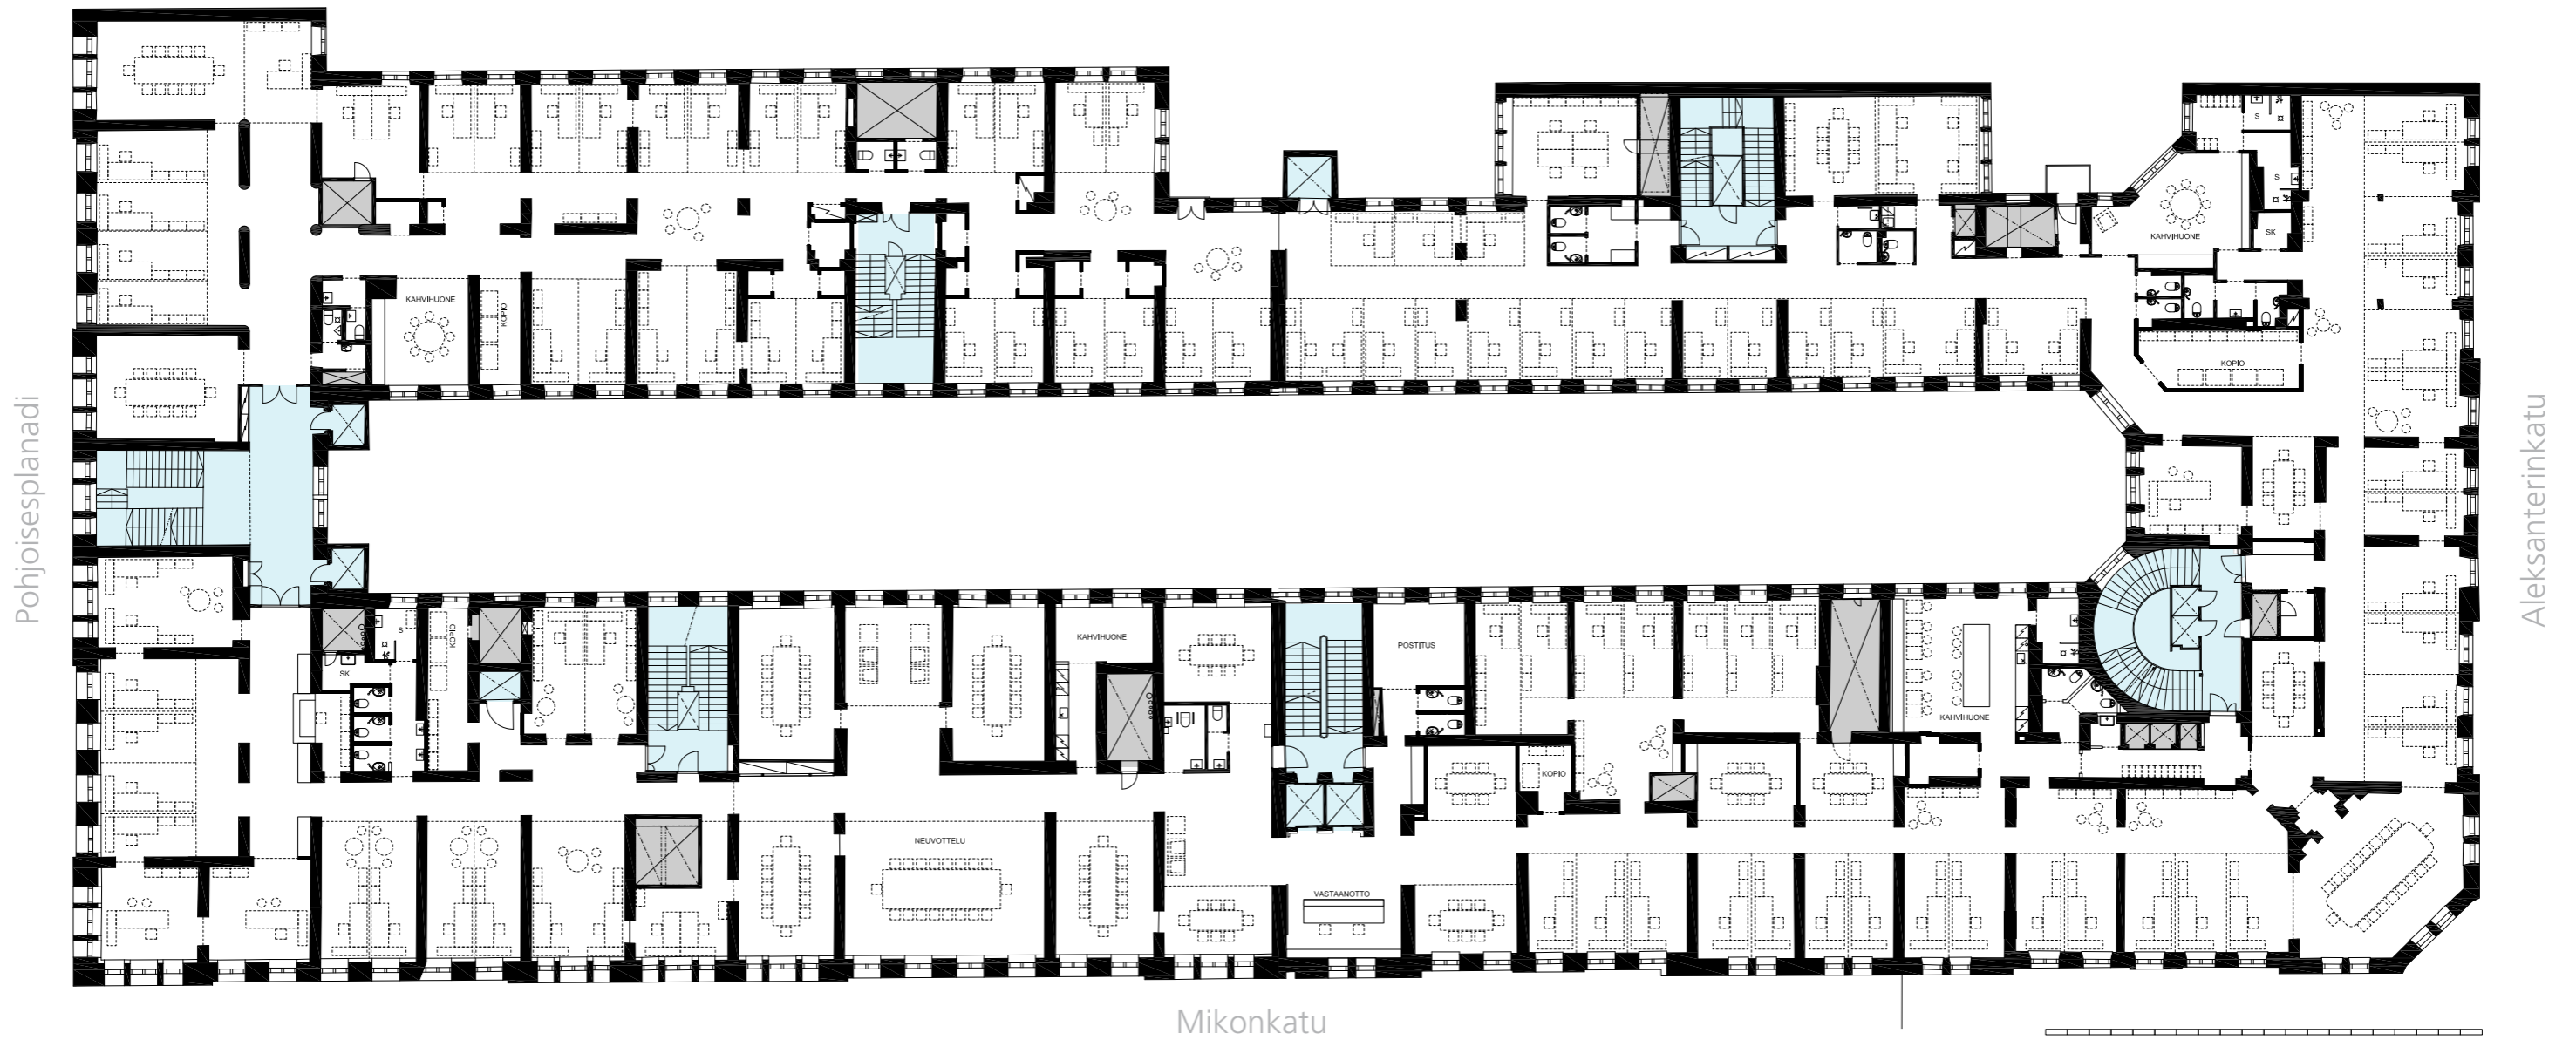 S
S
KAHVIHUONE
SK
KAHVIHUONE
KOPIO
KOPIO
Pohjoisesplanadi
Aleksanterinkatu
S
KOPIO
KAHVIHUONE
POSTITUS
SK
KAHVIHUONE
KOPIO
NEUVOTTELU
VASTAANOTTO
Mikonkatu